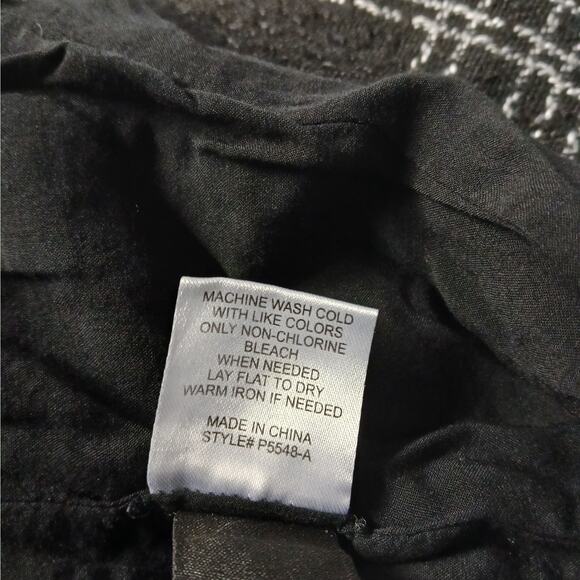 MACHINE WASH COLD
WITH LIKE COLORS
ONLY NON-CHLORINE
BLEACH
WHEN NEEDED
LAY FLAT TO DRY
WARM IRON IF NEEDED
MADE IN CHINA
STYLE# P5548-A